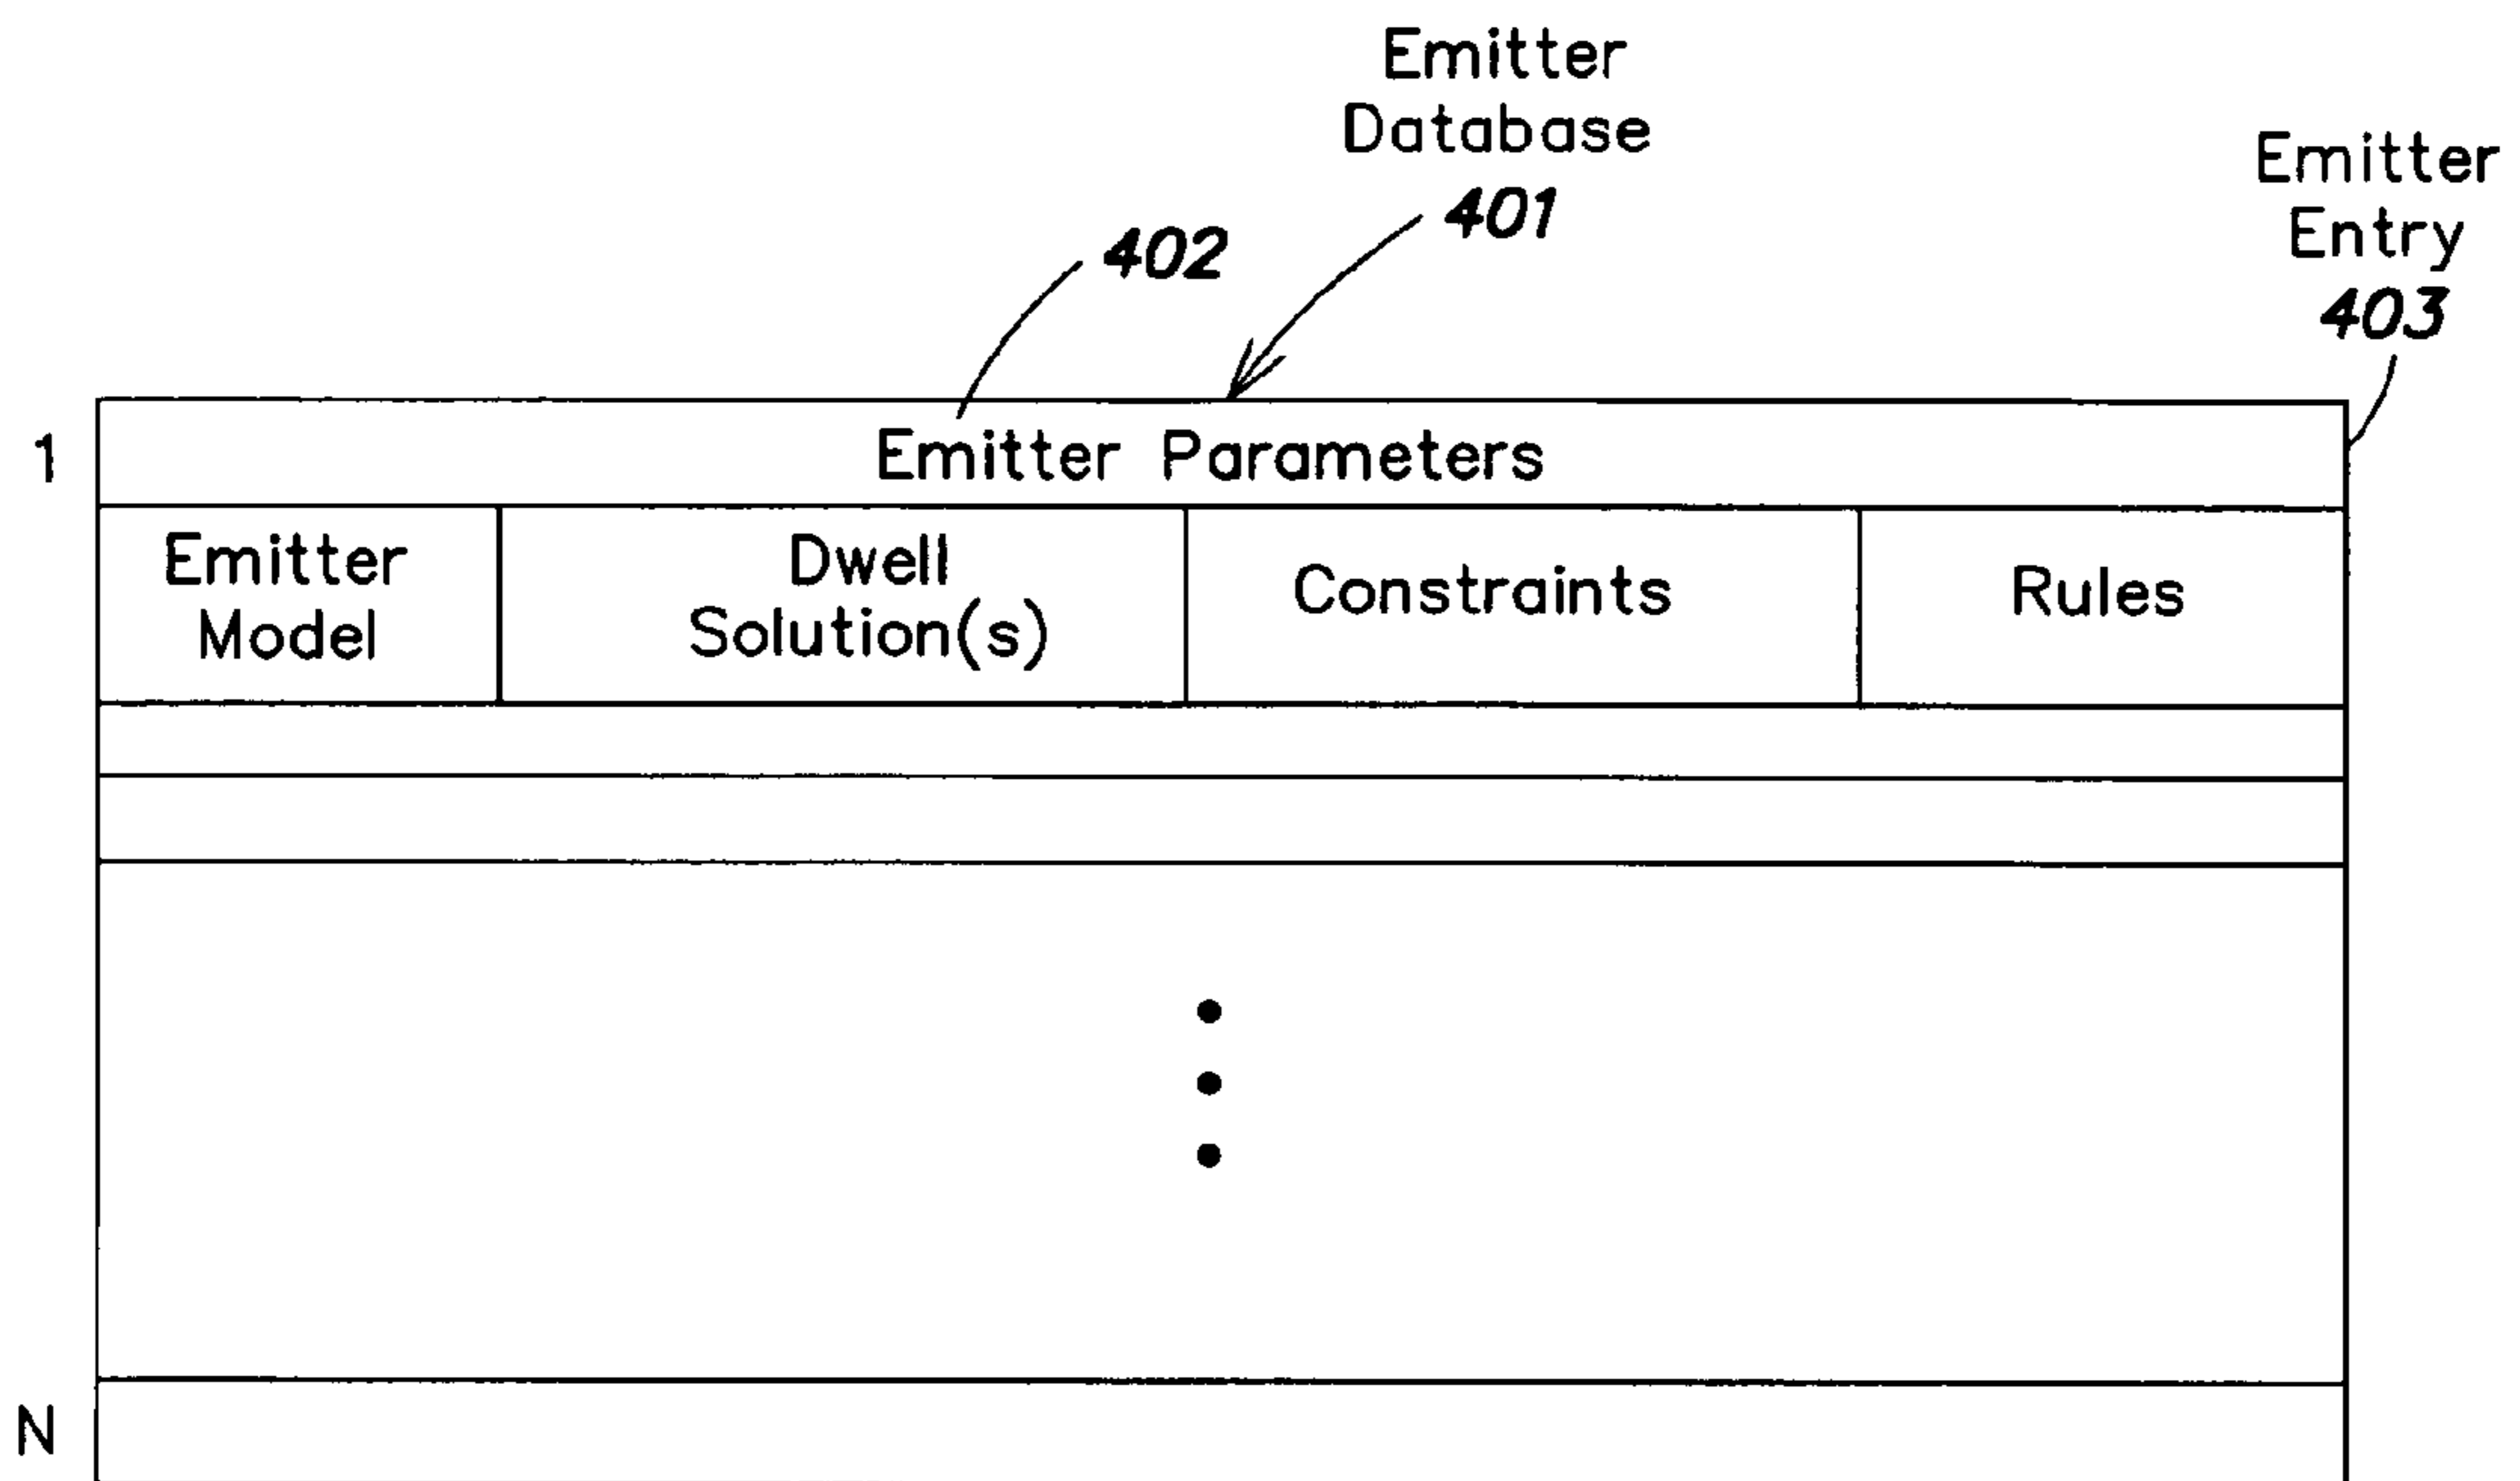 Emitter
Database
401
402
Emitter
Entry
403
1
Emitter Parameters
Emitter
Model
Dwell
Solution(s)
Constraints
Rules
N